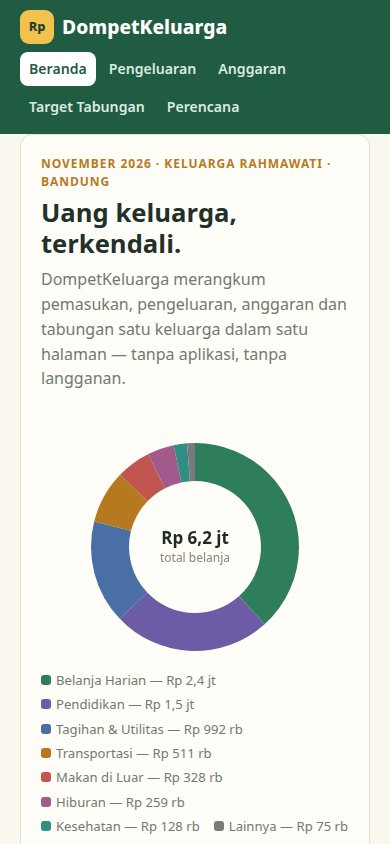 Rp DompetKeluarga
Beranda Pengeluaran Anggaran
Target Tabungan Perencana
NOVEMBER 2026 · KELUARGA RAHMAWATI ·
BANDUNG
Uang keluarga,
terkendali.
DompetKeluarga merangkum
pemasukan, pengeluaran, anggaran dan
tabungan satu keluarga dalam satu
halaman — tanpa aplikasi, tanpa
langganan.
Rp 6,2 jt
total belanja
Belanja Harian — Rp 2,4 jt
Pendidikan — Rp 1,5 jt
Tagihan & Utilitas — Rp 992 rb
Transportasi — Rp 511 rb
Makan di Luar — Rp 328 rb
Hiburan — Rp 259 rb
Kesehatan — Rp 128 rb Lainnya — Rp 75 rb